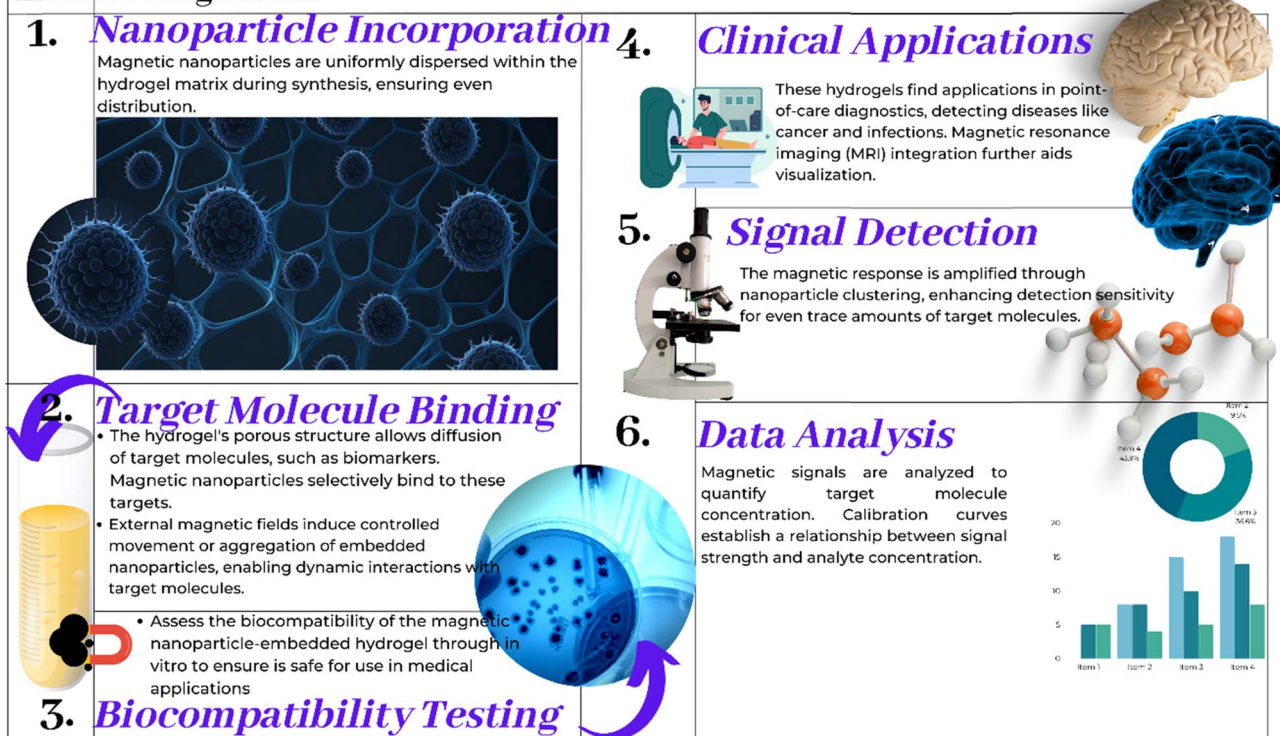 1. Nanoparticle Incorporation
Magnetic nanoparticles are uniformly dispersed within the
hydrogel matrix during synthesis, ensuring even
distribution.
2. Target Molecule Binding
• The hydrogel's porous structure allows diffusion
of target molecules, such as biomarkers.
Magnetic nanoparticles selectively bind to these
targets.
• External magnetic fields induce controlled
movement or aggregation of embedded
nanoparticles, enabling dynamic interactions with
target molecules.
• Assess the biocompatibility of the magnetic
nanoparticle-embedded hydrogel through in
vitro to ensure is safe for use in medical
applications
3. Biocompatibility Testing
4. Clinical Applications
These hydrogels find applications in point-
of-care diagnostics, detecting diseases like
cancer and infections. Magnetic resonance
imaging (MRI) integration further aids
visualization.
5. Signal Detection
The magnetic response is amplified through
nanoparticle clustering, enhancing detection sensitivity
for even trace amounts of target molecules.
6. Data Analysis
Magnetic signals are analyzed to
quantify target molecule
concentration. Calibration curves
establish a relationship between signal
strength and analyte concentration.
Item 2
Item 4
43.9%
Item 3
20
15
10
5
0
Item 1 Item 2 Item 3 Item 4